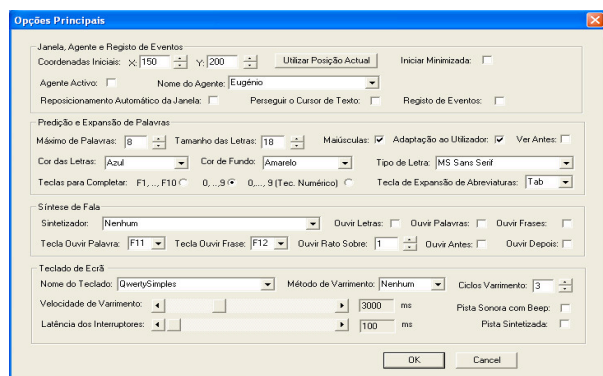 Opções Principais
Janela, Agente e Registo de Eventos
Coordenadas Iniciais: X: 150 Y: 200 Utilizar Posição Actual Iniciar Minimizada:
Agente Activo: Nome do Agente: Eugénio
Reposicionamento Automático da Janela: Perseguir o Cursor de Texto: Registo de Eventos:
Predição e Expansão de Palavras
Máximo de Palavras: 8 Tamanho das Letras: 18 Maiúsculas: Adaptação ao Utilizador: Ver Antes:
Cor das Letras: Azul Cor de Fundo: Amarelo Tipo de Letra: MS Sans Serif
Teclas para Completar: F1, .., F10 0, ...,9 0,..., 9 (Tec. Numérico) Tecla de Expansão de Abreviaturas: Tab
Síntese de Fala
Sintetizador: Nenhum Ouvir Letras: Ouvir Palavras: Ouvir Frases:
Tecla Ouvir Palavra: F11 Tecla Ouvir Frase: F12 Ouvir Rato Sobre: 1 Ouvir Antes: Ouvir Depois:
Teclado de Ecrã
Nome do Teclado: QwertySimples Método de Varrimento: Nenhum Ciclos Varrimento: 3
Velocidade de Varrimento: 3000 ms Pista Sonora com Beep:
Latência dos Interruptores: 100 ms Pista Sintetizada:
OK Cancel